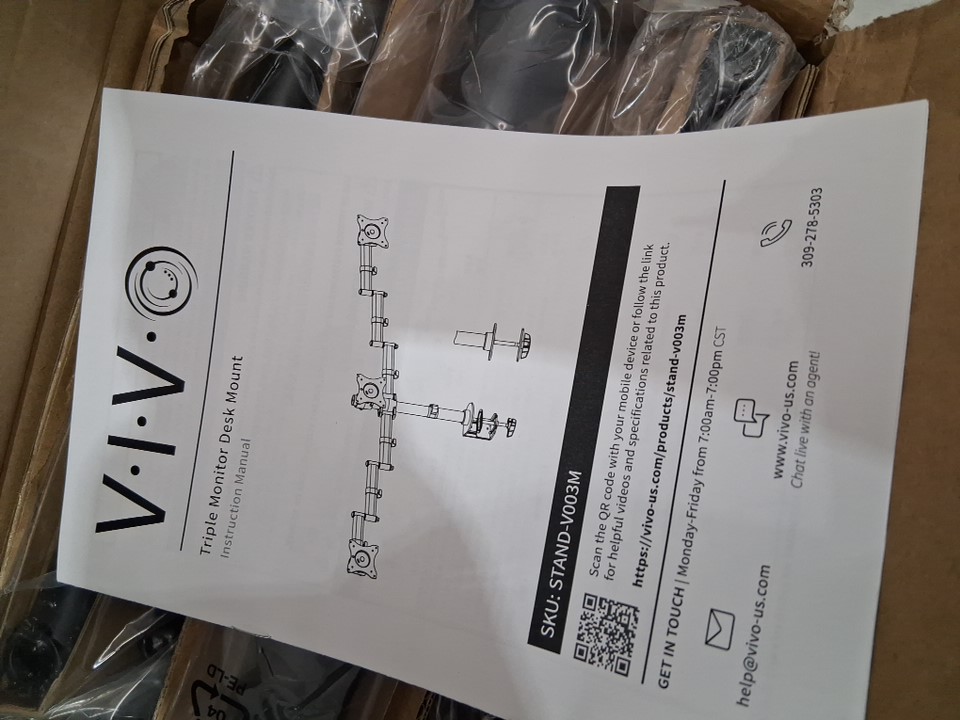 V·I·V·O
Triple Monitor Desk Mount
Instruction Manual
SKU: STAND-V003M
Scan the QR code with your mobile device or follow the link
for helpful videos and specifications related to this product.
https://vivo-us.com/products/stand-v003m
GET IN TOUCH | Monday-Friday from 7:00am-7:00pm CST
help@vivo-us.com
www.vivo-us.com
Chat live with an agent!
309-278-5303
04
PE-LD